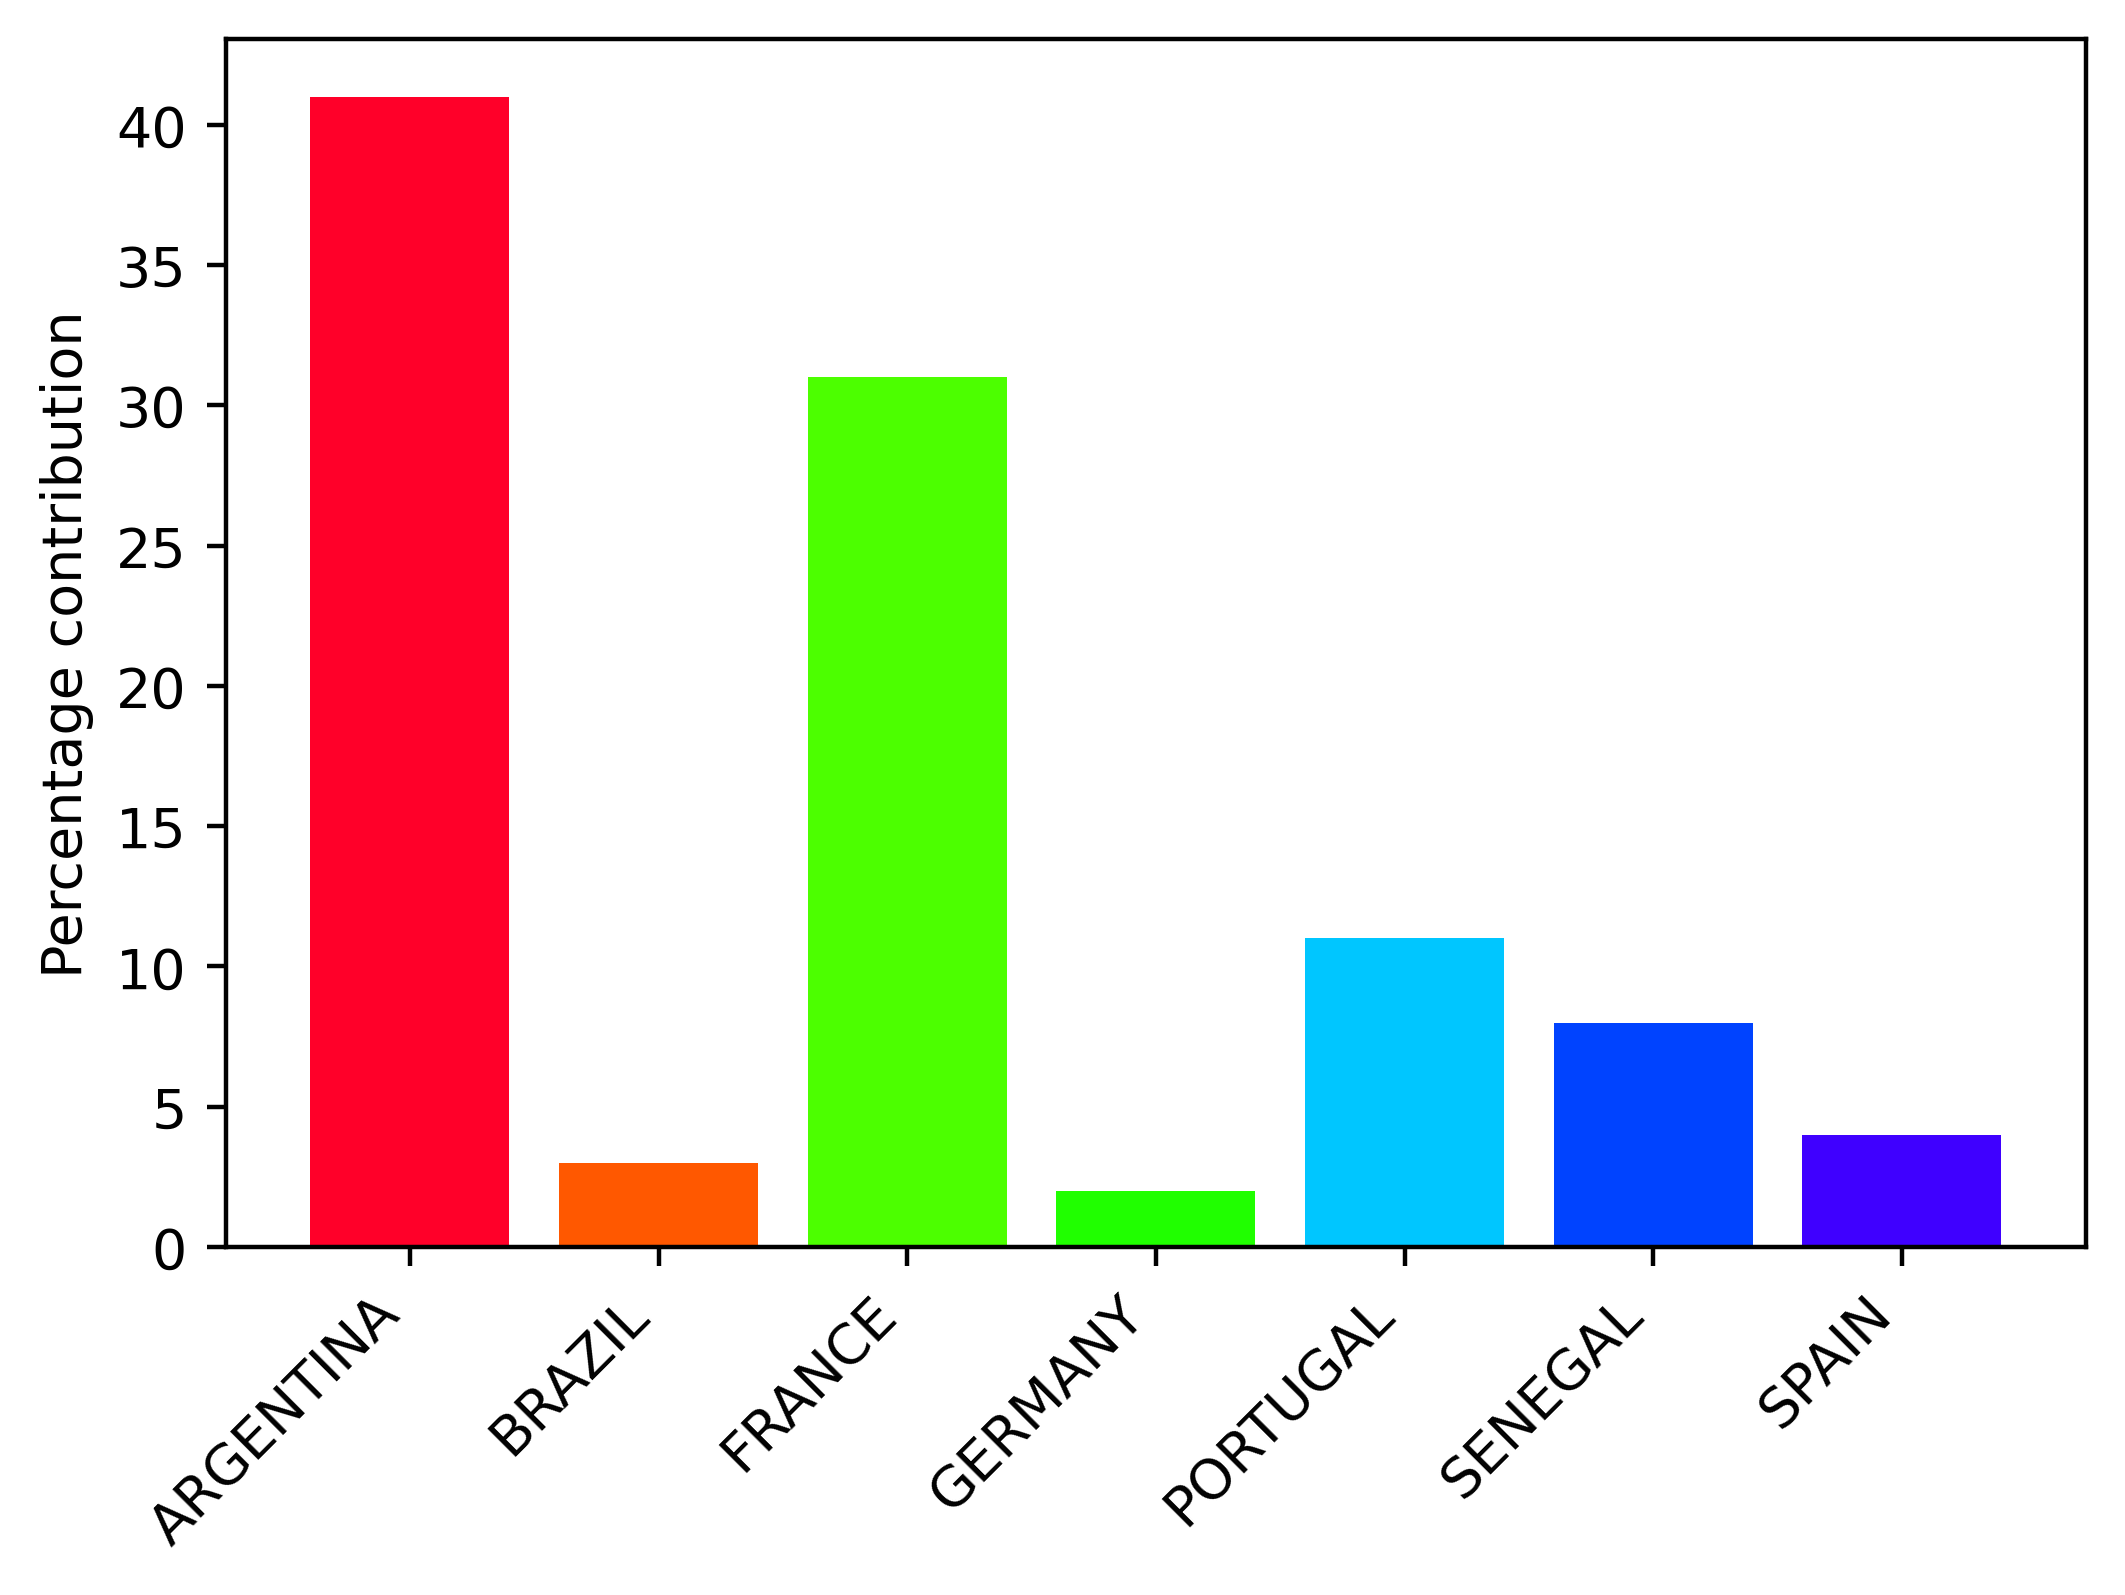 Percentage contribution
40
35
30
25
20
15
10
5
0
ARGENTINA
BRAZIL
FRANCE
GERMANY
PORTUGAL
SENEGAL
SPAIN